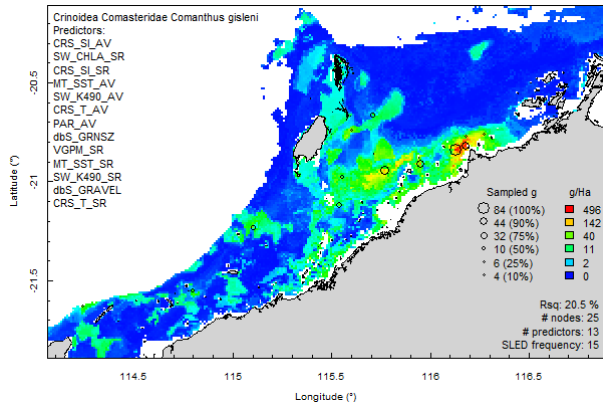 Crinoidea Comasteridae Comanthus gisleni
Predictors:
CRS_SI_AV
SW_CHLA_SR
CRS_SI_SR
MT_SST_AV
SW_K490_AV
CRS_T_AV
PAR_AV
dbS_GRNSZ
VGPM_SR
MT_SST_SR
SW_K490_SR
dbS_GRAVEL
CRS_T_SR
Latitude (°)
-20.5
-21
-21.5
Sampled g g/Ha
84 (100%) 496
44 (90%) 142
32 (75%) 40
10 (50%) 11
6 (25%) 2
4 (10%) 0
Rsq: 20.5 %
# nodes: 25
# predictors: 13
SLED frequency: 15
114.5 115 115.5 116 116.5
Longitude (°)